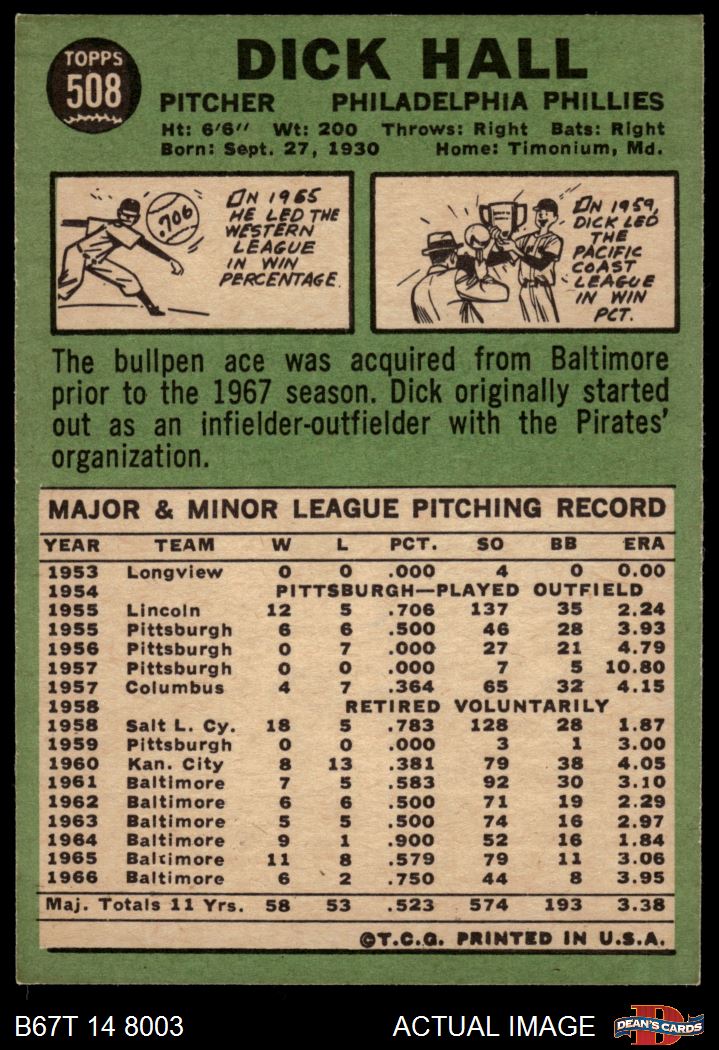 TOPPS
508
DICK HALL
PITCHER PHILADELPHIA PHILLIES
Ht: 6'6" Wt: 200 Throws: Right Bats: Right
Born: Sept. 27, 1930 Home: Timonium, Md.
.706
ON 1965
HE LED THE
WESTERN
LEAGUE
IN WIN
PERCENTAGE.
ON 1959,
DICK LED
THE
PACIFIC
COAST
LEAGUE
IN WIN
PCT.
The bullpen ace was acquired from Baltimore
prior to the 1967 season. Dick originally started
out as an infielder-outfielder with the Pirates'
organization.
MAJOR & MINOR LEAGUE PITCHING RECORD
YEAR TEAM W L PCT. SO BB ERA
1953 Longview 0 0 .000 4 0 0.00
1954 PITTSBURGH—PLAYED OUTFIELD
1955 Lincoln 12 5 .706 137 35 2.24
1955 Pittsburgh 6 6 .500 46 28 3.93
1956 Pittsburgh 0 7 .000 27 21 4.79
1957 Pittsburgh 0 0 .000 7 5 10.80
1957 Columbus 4 7 .364 65 32 4.15
1958 RETIRED VOLUNTARILY
1958 Salt L. Cy. 18 5 .783 128 28 1.87
1959 Pittsburgh 0 0 .000 3 1 3.00
1960 Kan. City 8 13 .381 79 38 4.05
1961 Baltimore 7 5 .583 92 30 3.10
1962 Baltimore 6 6 .500 71 19 2.29
1963 Baltimore 5 5 .500 74 16 2.97
1964 Baltimore 9 1 .900 52 16 1.84
1965 Baltimore 11 8 .579 79 11 3.06
1966 Baltimore 6 2 .750 44 8 3.95
Maj. Totals 11 Yrs. 58 53 .523 574 193 3.38
©T.C.G. PRINTED IN U.S.A.
B67T 14 8003 ACTUAL IMAGE
D
DEAN'S CARDS